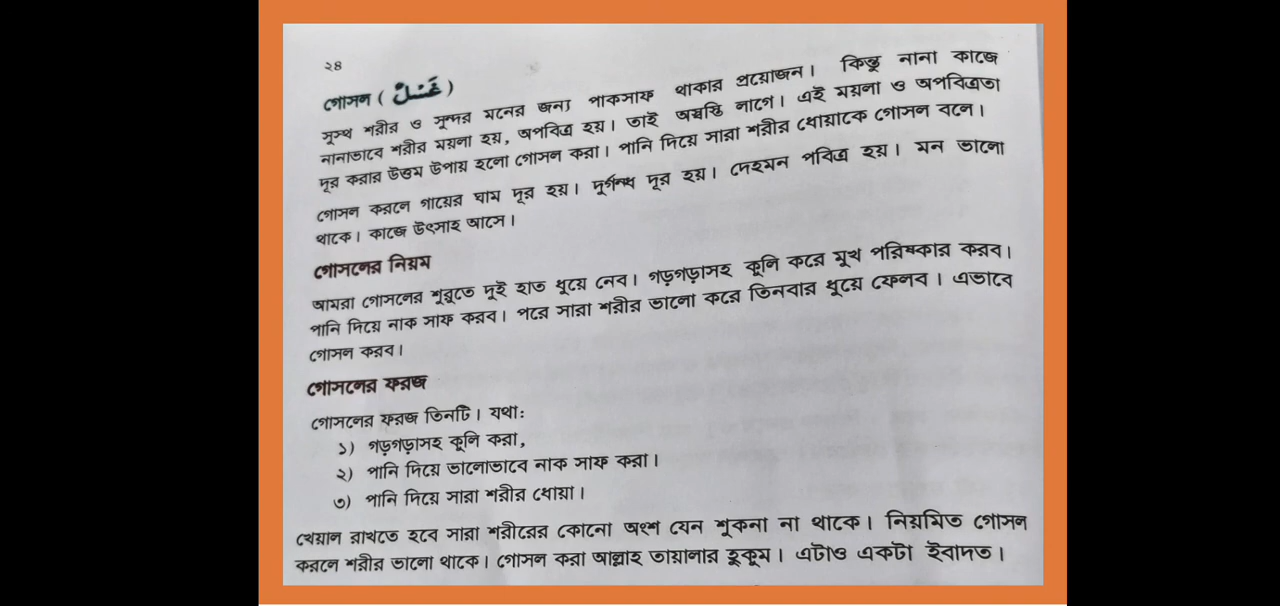 ২৪
গোসল ( غُسْلٌ )
সুস্থ শরীর ও সুন্দর মনের জন্য পাকসাফ থাকার প্রয়োজন। কিন্তু নানা কাজে
নানাভাবে শরীর ময়লা হয়, অপবিত্র হয়। তাই অস্বস্তি লাগে। এই ময়লা ও অপবিত্রতা
দূর করার উত্তম উপায় হলো গোসল করা। পানি দিয়ে সারা শরীর ধোয়াকে গোসল বলে।
গোসল করলে গায়ের ঘাম দূর হয়। দুর্গন্ধ দূর হয়। দেহমন পবিত্র হয়। মন ভালো
থাকে। কাজে উৎসাহ আসে।
গোসলের নিয়ম
আমরা গোসলের শুরুতে দুই হাত ধুয়ে নেব। গড়গড়াসহ কুলি করে মুখ পরিষ্কার করব।
পানি দিয়ে নাক সাফ করব। পরে সারা শরীর ভালো করে তিনবার ধুয়ে ফেলব। এভাবে
গোসল করব।
গোসলের ফরজ
গোসলের ফরজ তিনটি। যথা:
১) গড়গড়াসহ কুলি করা,
২) পানি দিয়ে ভালোভাবে নাক সাফ করা।
৩) পানি দিয়ে সারা শরীর ধোয়া।
খেয়াল রাখতে হবে সারা শরীরের কোনো অংশ যেন শুকনা না থাকে। নিয়মিত গোসল
করলে শরীর ভালো থাকে। গোসল করা আল্লাহ তায়ালার হুকুম। এটাও একটা ইবাদত।